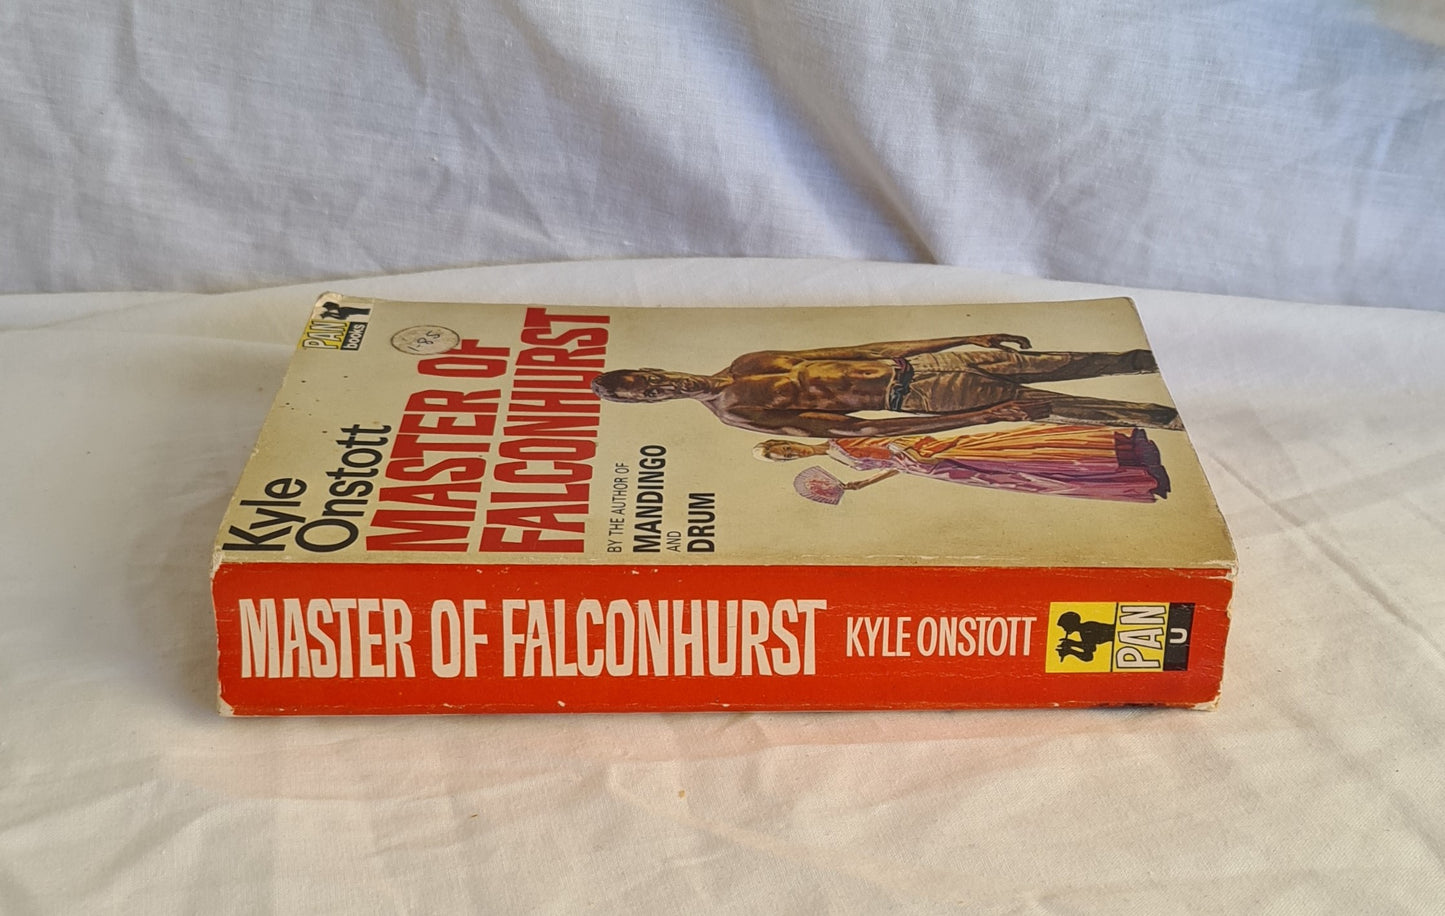 PAN
books
Kyle
Onstott
MASTER OF
FALCONHURST
BY THE AUTHOR OF
MANDINGO
AND
DRUM
MASTER OF FALCONHURST KYLE ONSTOTT PAN U